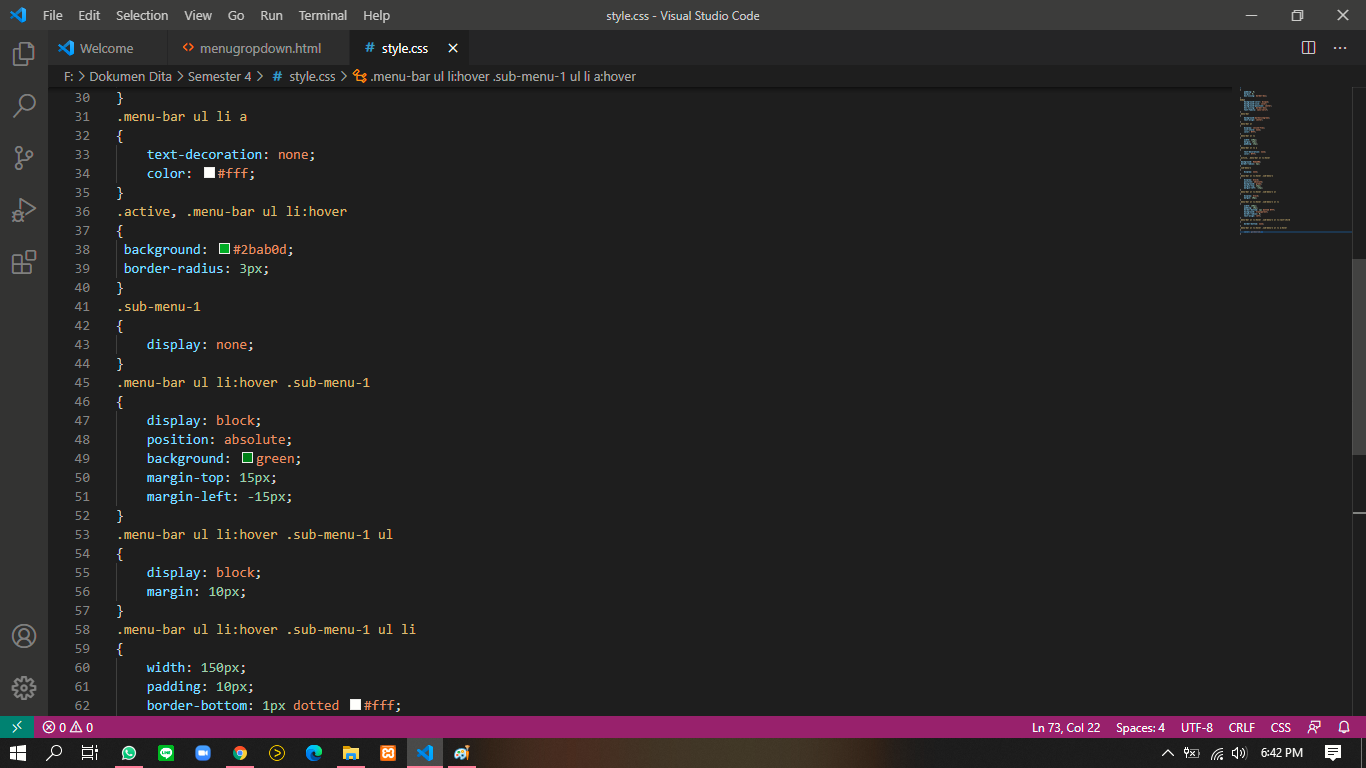 File Edit Selection View Go Run Terminal Help style.css - Visual Studio Code
Welcome menugropdown.html # style.css
F: > Dokumen Dita > Semester 4 > # style.css > .menu-bar ul li:hover .sub-menu-1 ul li a:hover
30 }
31 .menu-bar ul li a
32 {
33 text-decoration: none;
34 color: #fff;
35 }
36 .active, .menu-bar ul li:hover
37 {
38 background: #2bab0d;
39 border-radius: 3px;
40 }
41 .sub-menu-1
42 {
43 display: none;
44 }
45 .menu-bar ul li:hover .sub-menu-1
46 {
47 display: block;
48 position: absolute;
49 background: green;
50 margin-top: 15px;
51 margin-left: -15px;
52 }
53 .menu-bar ul li:hover .sub-menu-1 ul
54 {
55 display: block;
56 margin: 10px;
57 }
58 .menu-bar ul li:hover .sub-menu-1 ul li
59 {
60 width: 150px;
61 padding: 10px;
62 border-bottom: 1px dotted #fff;
0 0 Ln 73, Col 22 Spaces: 4 UTF-8 CRLF CSS
6:42 PM